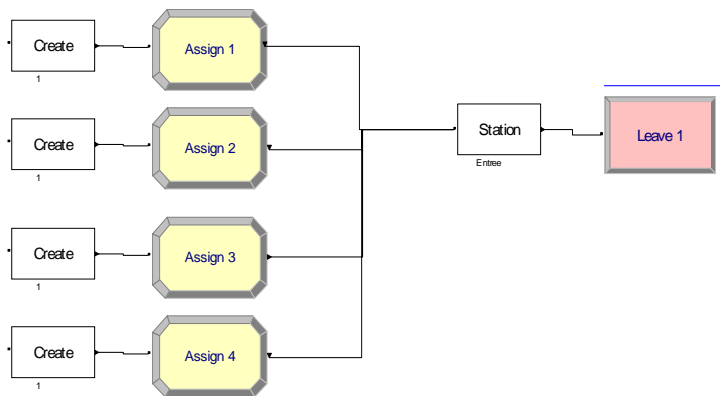 Create
1
Assign 1
Create
1
Assign 2
Create
1
Assign 3
Create
1
Assign 4
Station
Entree
Leave 1